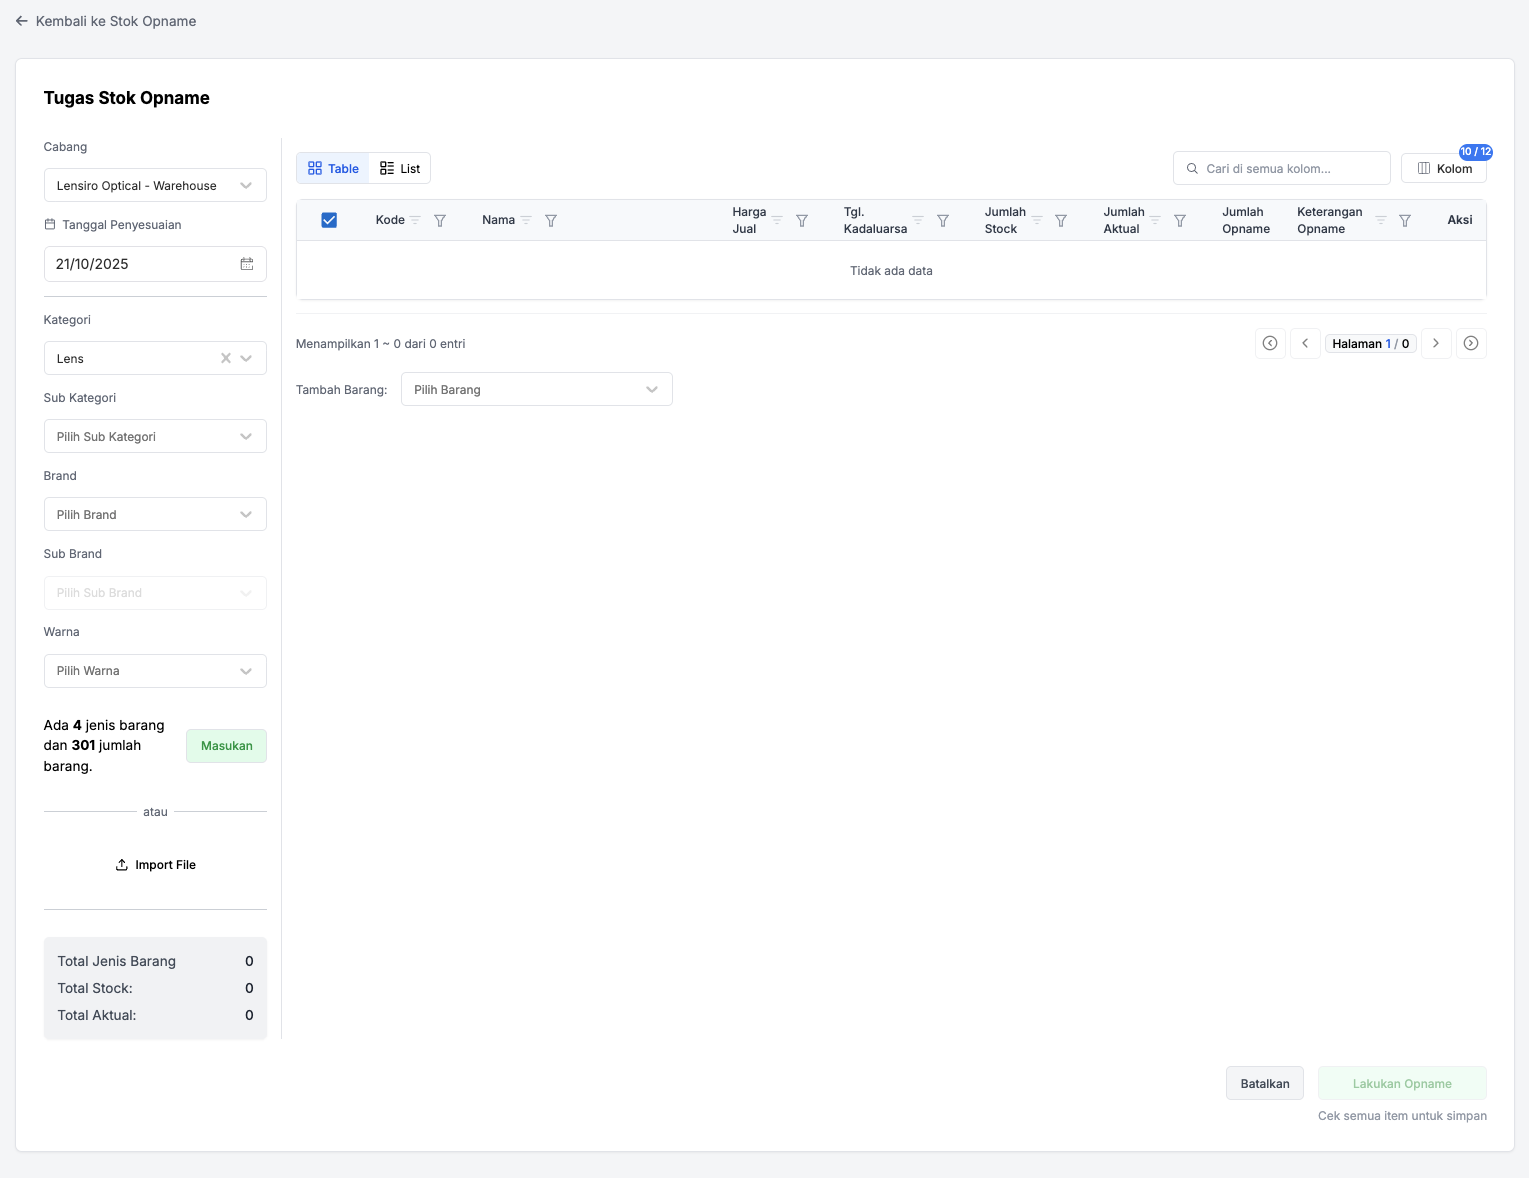 Kembali ke Stok Opname
Tugas Stok Opname
Cabang
Lensiro Optical - Warehouse
Tanggal Penyesuaian
21/10/2025
Kategori
Lens
Sub Kategori
Pilih Sub Kategori
Brand
Pilih Brand
Sub Brand
Pilih Sub Brand
Warna
Pilih Warna
Ada 4 jenis barang
dan 301 jumlah
barang.
Masukan
atau
Import File
Total Jenis Barang 0
Total Stock: 0
Total Aktual: 0
Table List
Cari di semua kolom...
10 / 12
Kolom
Kode
Nama
Harga
Jual
Tgl.
Kadaluarsa
Jumlah
Stock
Jumlah
Aktual
Jumlah
Opname
Keterangan
Opname
Aksi
Tidak ada data
Menampilkan 1 ~ 0 dari 0 entri
Halaman 1 / 0
Tambah Barang: Pilih Barang
Batalkan
Lakukan Opname
Cek semua item untuk simpan